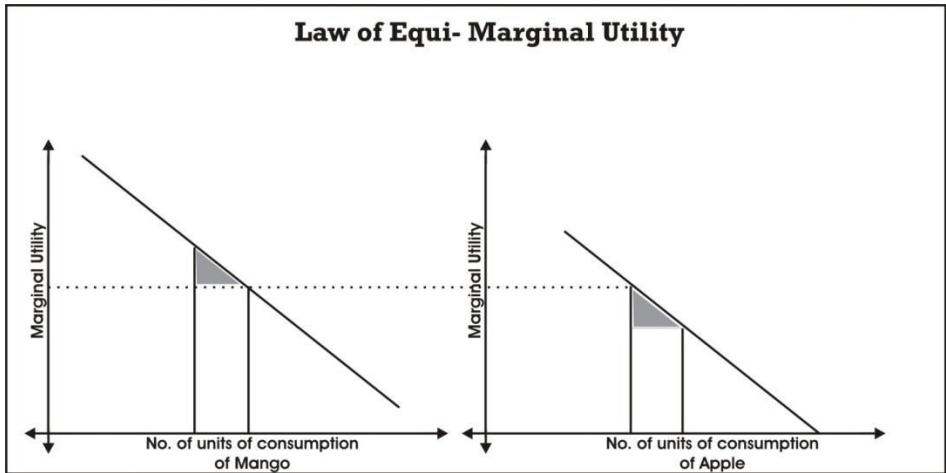 Law of Equi- Marginal Utility
Marginal Utility
No. of units of consumption
of Mango
Marginal Utility
No. of units of consumption
of Apple